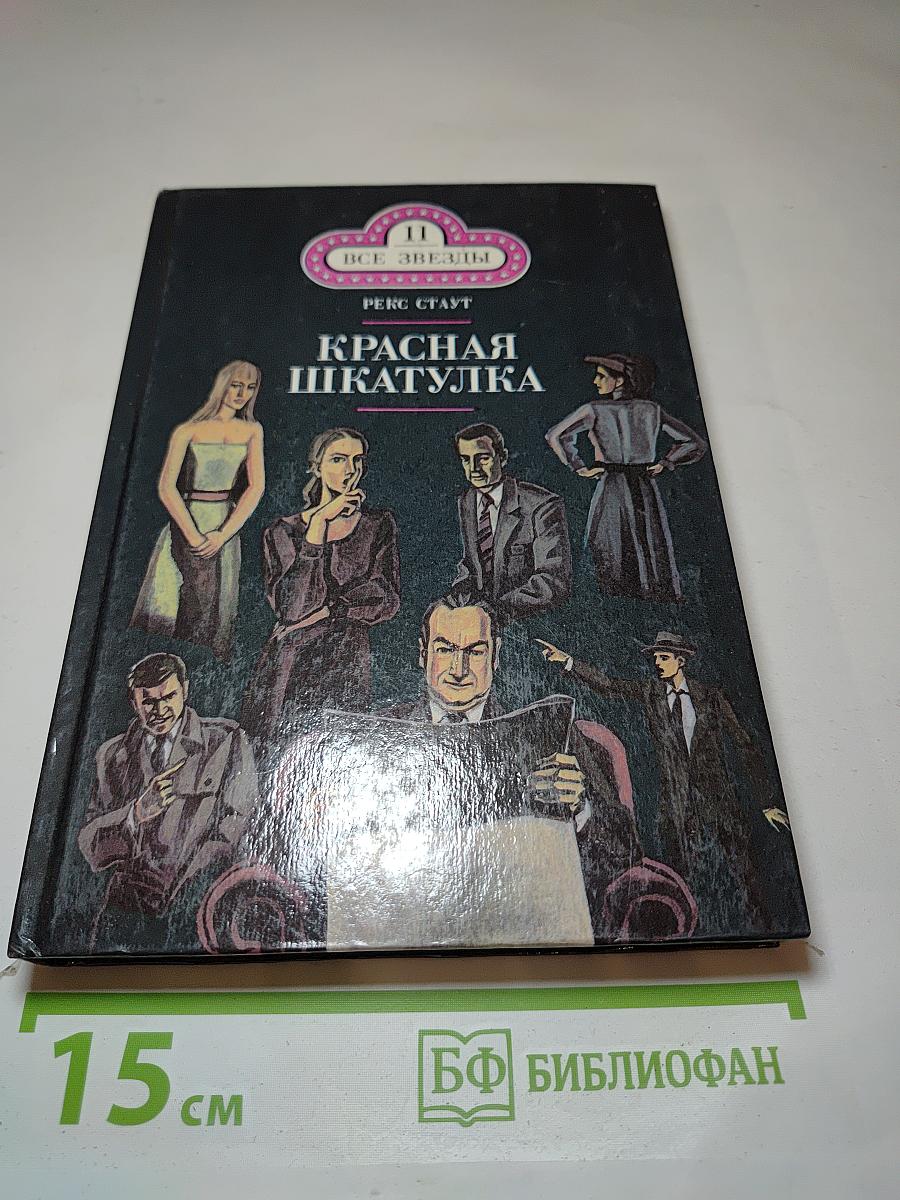 11
ВСЕ ЗВЕЗДЫ
РЕКС СТАУТ
КРАСНАЯ
ШКАТУЛКА
15 см
БФ БИБЛИОФАН